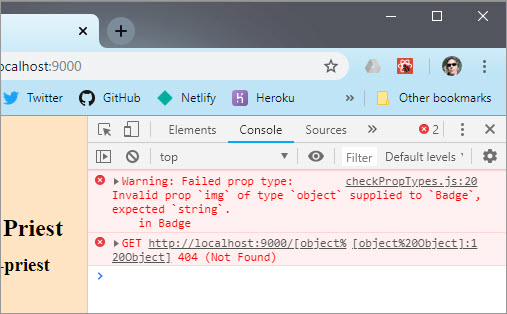 ocalhost:9000
Twitter GitHub Netlify Heroku » Other bookmarks
Elements Console Sources » 2
top Filter Default levels
Warning: Failed prop type: checkPropTypes.js:20
Invalid prop `img` of type `object` supplied to `Badge`,
expected `string`.
in Badge
GET http://localhost:9000/[object% [object%20Object]:1
20Object] 404 (Not Found)
Priest
-priest